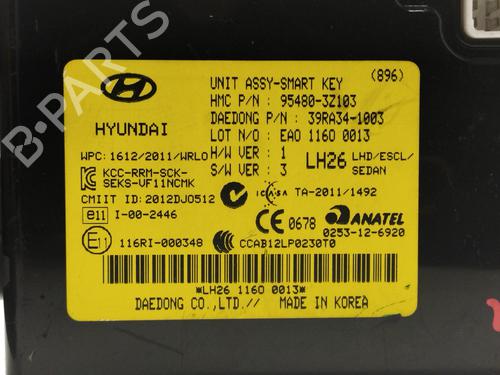 UNIT ASSY-SMART KEY (896)
HYUNDAI
HMC P/N : 95480-3Z103
DAEDONG P/N : 39RA34-1003
LOT N/O : EAO 1160 0013
WPC: 1612/2011/WRLO
H/W VER : 1
S/W VER : 3
LH26 LHD/ESCL/
SEDAN
KCC-RRM-SCK-
SEKS-VF11NCMK
CMIIT ID: 2012DJ0512
ICASA TA-2011/1492
e11 I-00-2446
CE 0678 ANATEL
0253-12-6920
E11 116RI-000348
CCAB12LP0230T0
*LH26 1160 0013*
DAEDONG CO.,LTD.// MADE IN KOREA
B-PARTS